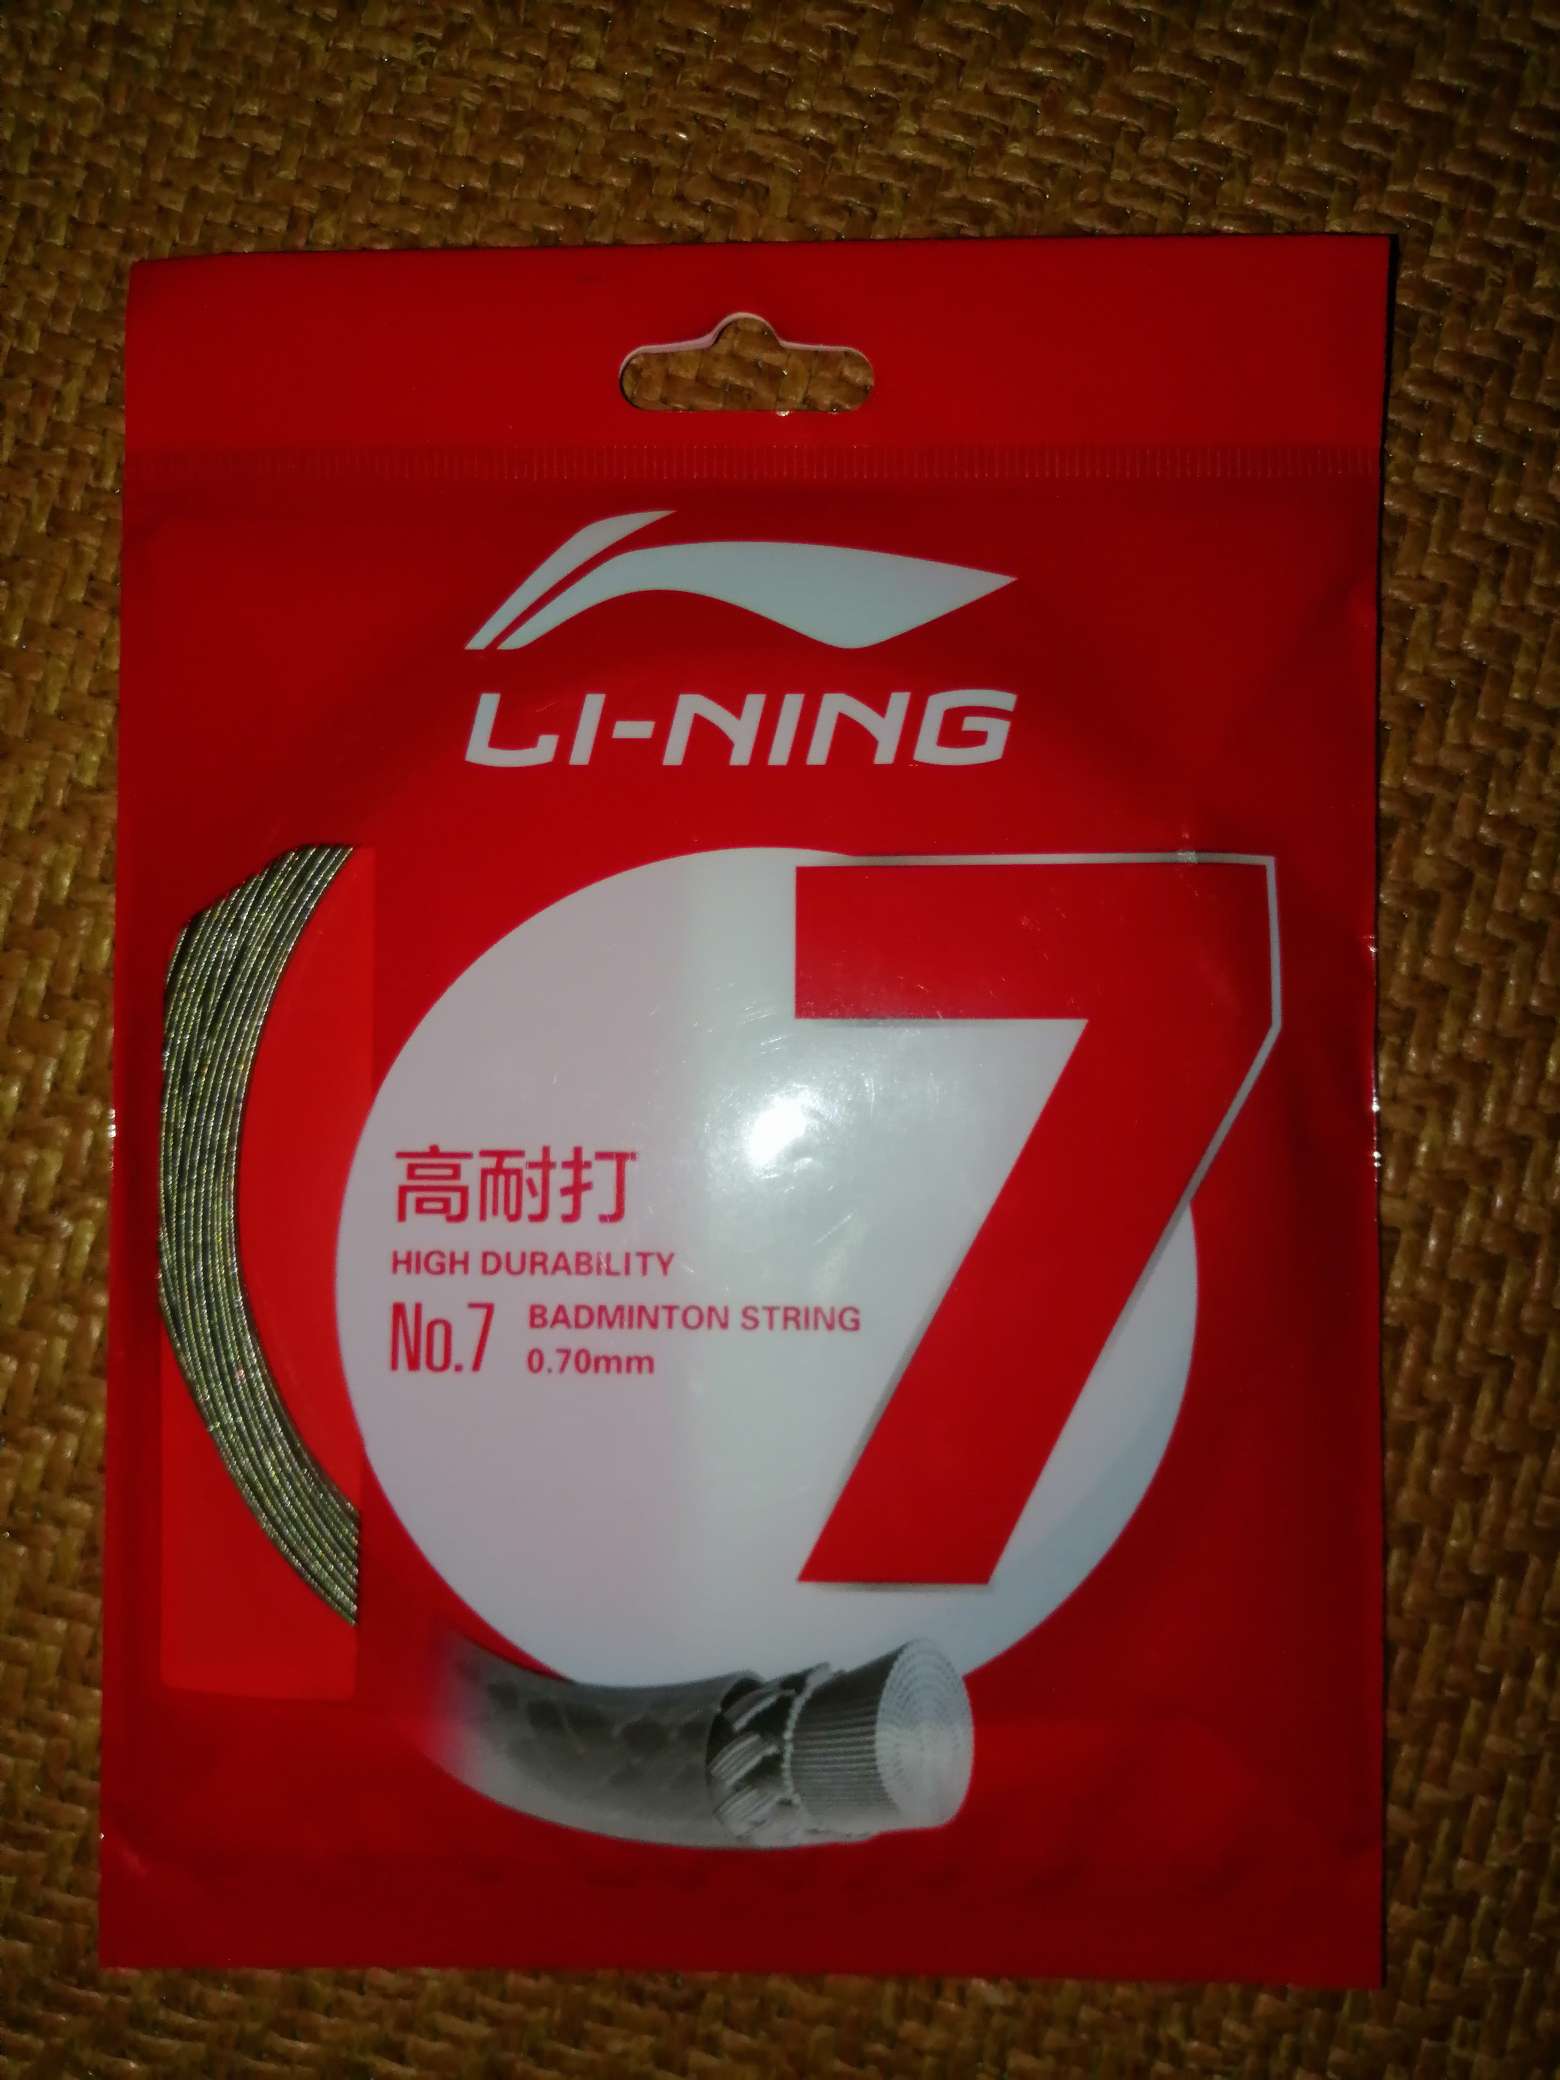 LI-NING
7
高耐打
HIGH DURABILITY
No.7
BADMINTON STRING
0.70mm